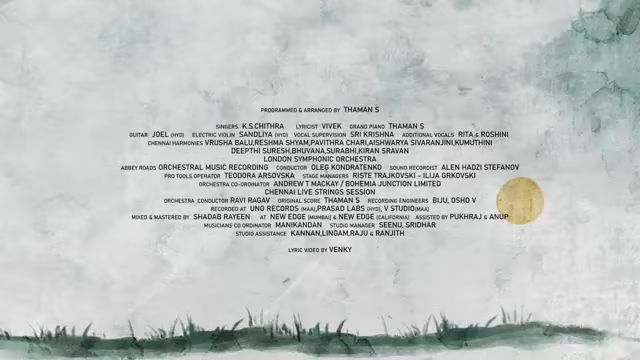 PROGRAMMED & ARRANGED BY THAMAN S
SINGERS K.S.CHITHRA LYRICIST VIVEK GRAND PIANO THAMAN S
GUITAR JOEL (HYD) ELECTRIC VIOLIN SANDLIYA (HYD) VOCAL SUPERVISION SRI KRISHNA ADDITIONAL VOCALS RITA & ROSHINI
CHENNAI HARMONIES VRUSHA BALU,RESHMA SHYAM,PAVITHRA CHARI,AISHWARYA SIVARANJINI,KUMUTHINI
DEEPTHI SURESH,BHUVANA,SURABHI,KIRAN SRAVAN
LONDON SYMPHONIC ORCHESTRA
ABBEY ROADS ORCHESTRAL MUSIC RECORDING CONDUCTOR OLEG KONDRATENKO SOUND RECORDIST ALEN HADZI STEFANOV
PRO TOOLS OPERATOR TEODORA ARSOVSKA STAGE MANAGERS RISTE TRAJKOVSKI - ILIJA GRKOVSKI
ORCHESTRA CO-ORDINATOR ANDREW T MACKAY / BOHEMIA JUNCTION LIMITED
CHENNAI LIVE STRINGS SESSION
ORCHESTRA CONDUCTOR RAVI RAGAV ORIGINAL SCORE THAMAN S RECORDING ENGINEERS BIJU, OSHO V
RECORDED AT UNO RECORDS (MAA),PRASAD LABS (HYD), V STUDIO(MAA)
MIXED & MASTERED BY SHADAB RAYEEN AT NEW EDGE (MUMBAI) & NEW EDGE (CALIFORNIA) ASSISTED BY PUKHRAJ & ANUP
MUSICIANS CO ORDINATOR MANIKANDAN STUDIO MANAGER SEENU, SRIDHAR
STUDIO ASSISTANCE KANNAN,LINGAM,RAJU & RANJITH
LYRIC VIDEO BY VENKY